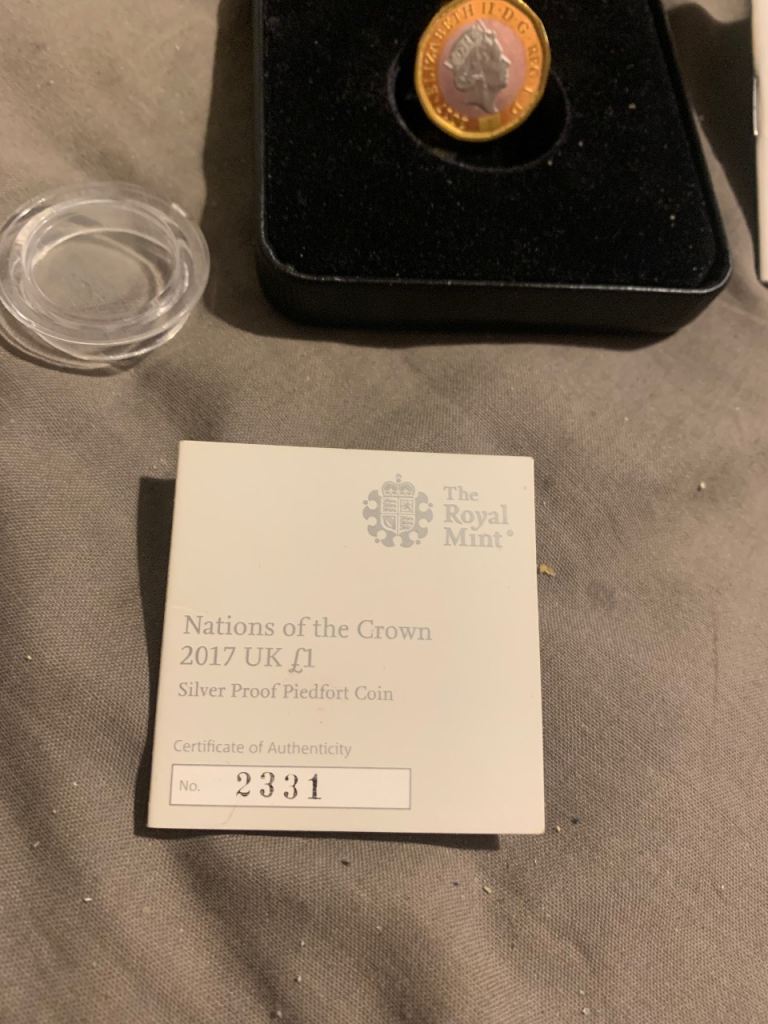 ELIZABETH II·D·G·REG·
The
Royal
Mint®
Nations of the Crown
2017 UK £1
Silver Proof Piedfort Coin
Certificate of Authenticity
No. 2331